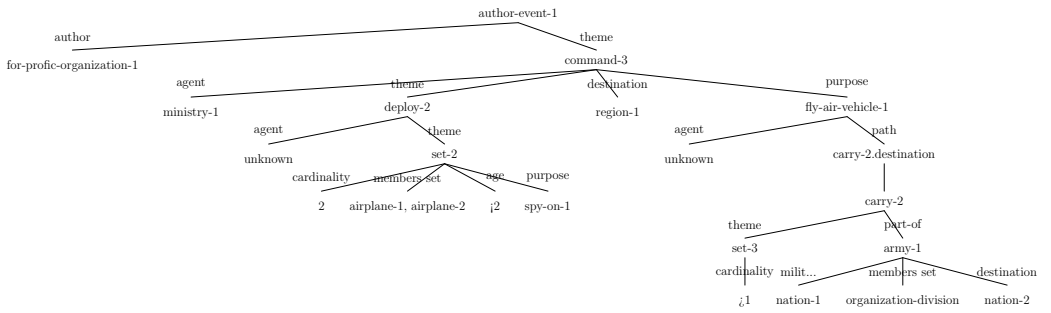 author-event-1
author theme
for-profic-organization-1 command-3
agent theme destination purpose
ministry-1 deploy-2 region-1 fly-air-vehicle-1
agent theme agent path
unknown set-2 unknown carry-2.destination
cardinality members set age purpose carry-2
2 airplane-1, airplane-2 ¿2 spy-on-1
theme part-of
set-3 army-1
cardinality milit... members set destination
¿1 nation-1 organization-division nation-2